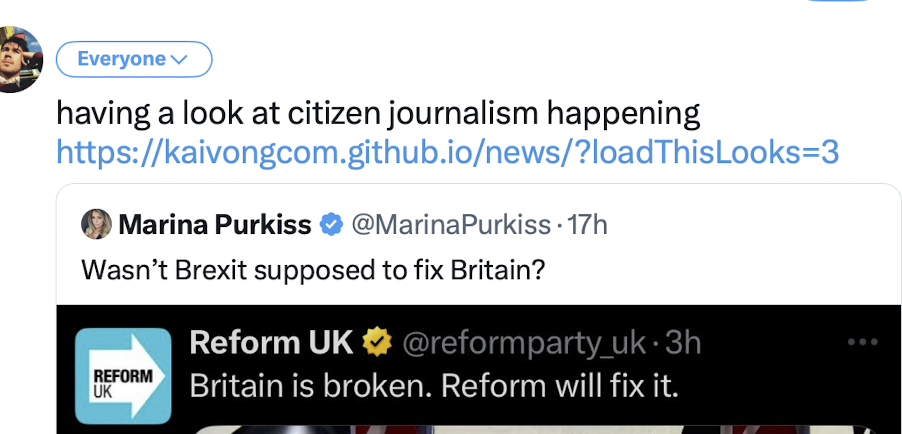 Everyone
having a look at citizen journalism happening
https://kaivongcom.github.io/news/?loadThisLooks=3
Marina Purkiss @MarinaPurkiss · 17h
Wasn’t Brexit supposed to fix Britain?
Reform UK @reformparty_uk · 3h
REFORM
UK
Britain is broken. Reform will fix it.